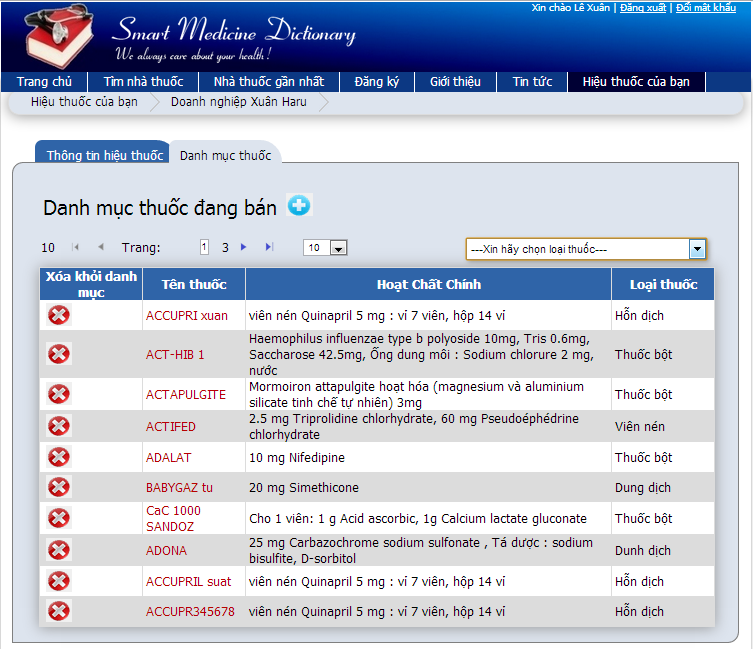 Xin chào Lê Xuân | Đăng xuất | Đổi mật khẩu
Smart Medicine Dictionary
We always care about your health !
Trang chủ Tìm nhà thuốc Nhà thuốc gần nhất Đăng ký Giới thiệu Tin tức Hiệu thuốc của bạn
Hiệu thuốc của bạn Doanh nghiệp Xuân Haru
Thông tin hiệu thuốc Danh mục thuốc
Danh mục thuốc đang bán
10 Trang: 1 3 10 ---Xin hãy chọn loại thuốc---
Xóa khỏi danh
mục Tên thuốc Hoạt Chất Chính Loại thuốc
ACCUPRI xuan viên nén Quinapril 5 mg : vỉ 7 viên, hộp 14 vỉ Hỗn dịch
Haemophilus influenzae type b polyoside 10mg, Tris 0.6mg,
ACT-HIB 1 Saccharose 42.5mg, Ống dung môi : Sodium chlorure 2 mg, Thuốc bột
nước
Mormoiron attapulgite hoạt hóa (magnesium và aluminium
ACTAPULGITE silicate tinh chế tự nhiên) 3mg Thuốc bột
2.5 mg Triprolidine chlorhydrate, 60 mg Pseudoéphédrine
ACTIFED chlorhydrate Viên nén
ADALAT 10 mg Nifedipine Thuốc bột
BABYGAZ tu 20 mg Simethicone Dung dịch
CaC 1000
SANDOZ Cho 1 viên: 1 g Acid ascorbic, 1g Calcium lactate gluconate Thuốc bột
25 mg Carbazochrome sodium sulfonate , Tá dược : sodium
ADONA bisulfite, D-sorbitol Dunh dịch
ACCUPRIL suat viên nén Quinapril 5 mg : vỉ 7 viên, hộp 14 vỉ Hỗn dịch
ACCUPR345678 viên nén Quinapril 5 mg : vỉ 7 viên, hộp 14 vỉ Hỗn dịch